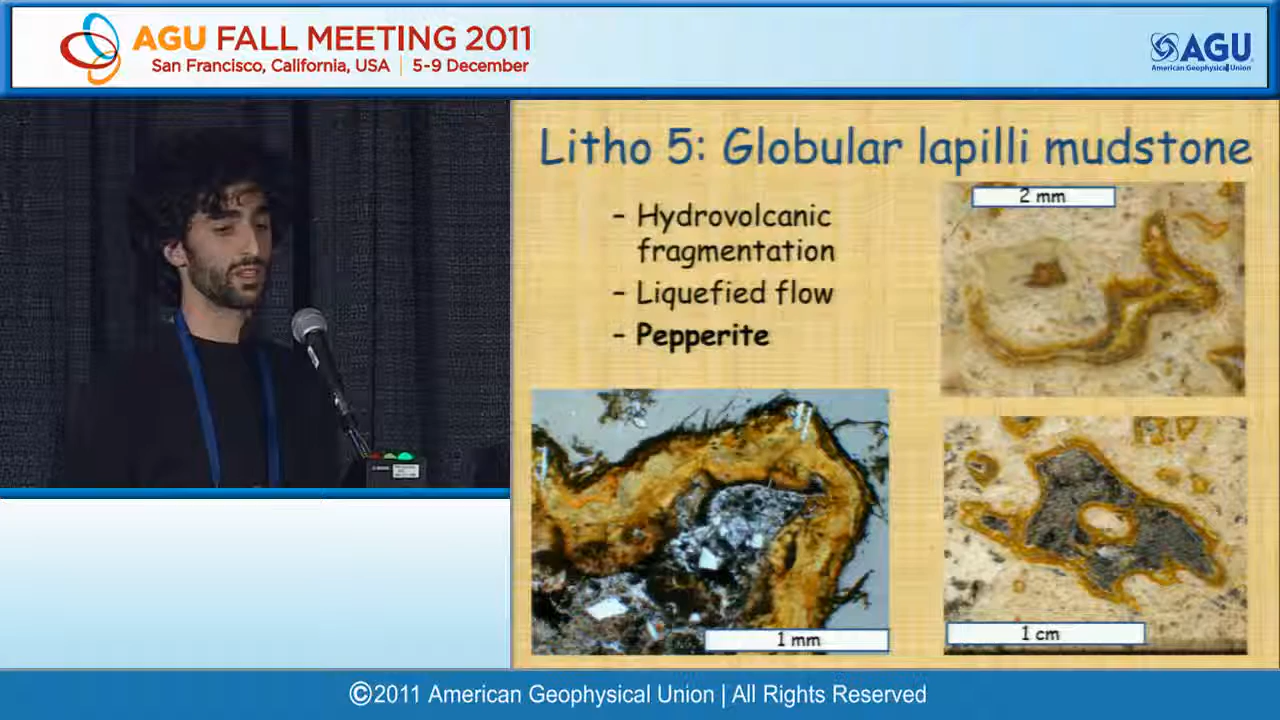 AGU FALL MEETING 2011
San Francisco, California, USA | 5-9 December
AGU
American Geophysical Union
Litho 5: Globular lapilli mudstone
– Hydrovolcanic
fragmentation
– Liquefied flow
– Pepperite
2 mm
1 mm
1 cm
©2011 American Geophysical Union | All Rights Reserved